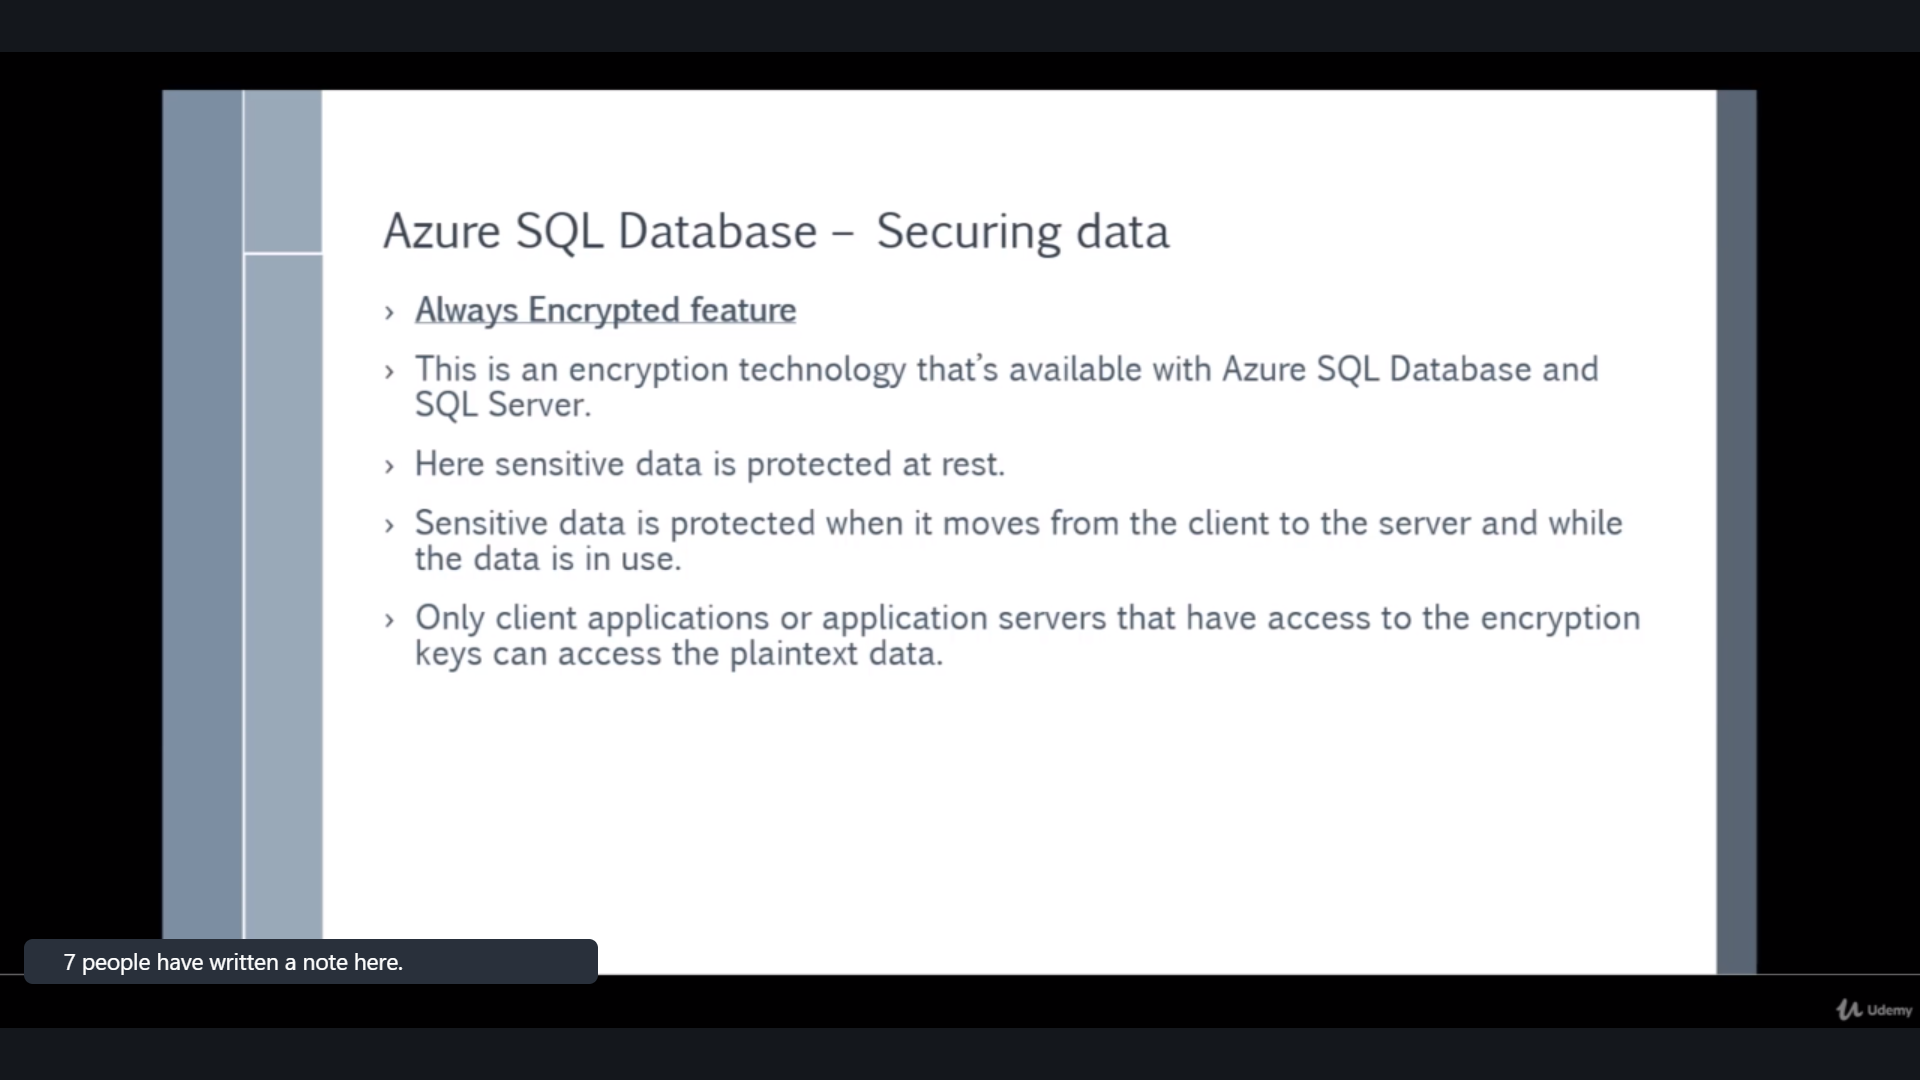 Azure SQL Database – Securing data
› Always Encrypted feature
› This is an encryption technology that's available with Azure SQL Database and
SQL Server.
› Here sensitive data is protected at rest.
› Sensitive data is protected when it moves from the client to the server and while
the data is in use.
› Only client applications or application servers that have access to the encryption
keys can access the plaintext data.
7 people have written a note here.
Udemy